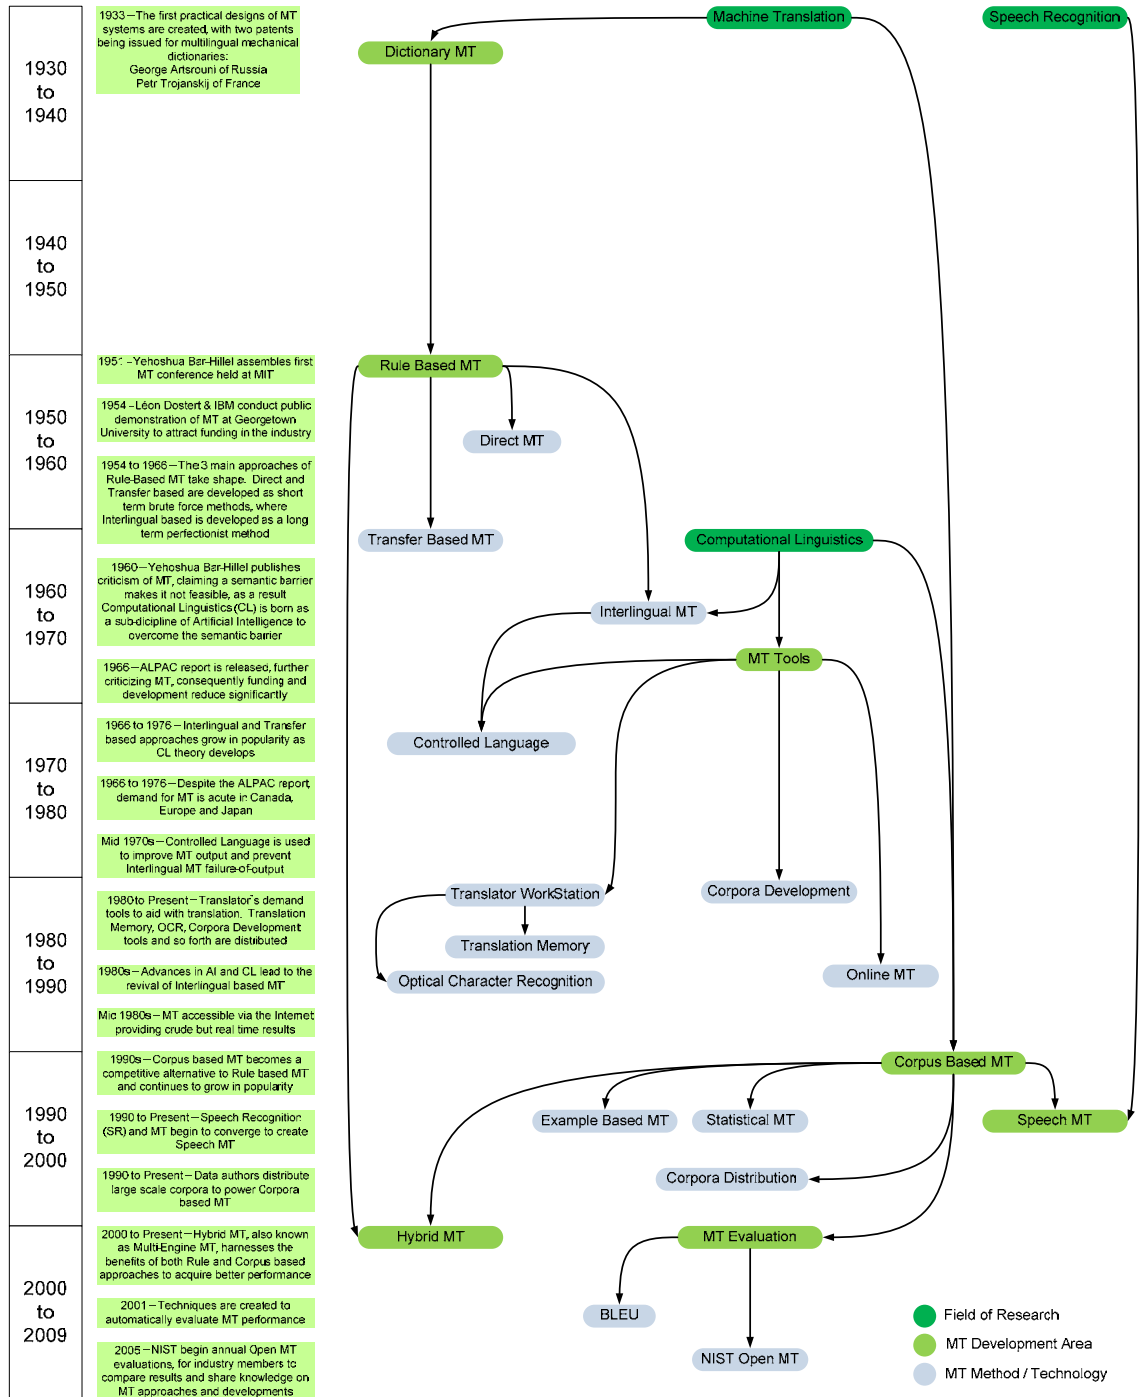 1933–The first practical designs of MT
systems are created, with two patents
being issued for multilingual mechanical
dictionaries:
George Artsrouni of Russia
Petr Trojanskij of France
Machine Translation
Speech Recognition
Dictionary MT
1930
to
1940
1940
to
1950
1951–Yehoshua Bar-Hillel assembles first
MT conference held at MIT
Rule Based MT
1954–Léon Dostert & IBM conduct public
demonstration of MT at Georgetown
University to attract funding in the industry
Direct MT
1950
to
1960
1954 to 1966–The 3 main approaches of
Rule-Based MT take shape. Direct and
Transfer based are developed as short
term brute force methods, where
Interlingual based is developed as a long
term perfectionist method
Transfer Based MT
Computational Linguistics
1960–Yehoshua Bar-Hillel publishes
criticism of MT, claiming a semantic barrier
makes it not feasible, as a result
Computational Linguistics (CL) is born as
a sub-dicipline of Artificial Intelligence to
overcome the semantic barrier
Interlingual MT
1960
to
1970
MT Tools
1966–ALPAC report is released, further
criticizing MT, consequently funding and
development reduce significantly
1966 to 1976–Interlingual and Transfer
based approaches grow in popularity as
CL theory develops
Controlled Language
1970
to
1980
1966 to 1976–Despite the ALPAC report,
demand for MT is acute in Canada,
Europe and Japan
Mid 1970s–Controlled Language is used
to improve MT output and prevent
Interlingual MT failure-of-output
Translator WorkStation
Corpora Development
1980 to Present–Translator's demand
tools to aid with translation. Translation
Memory, OCR, Corpora Development
tools and so forth are distributed
Translation Memory
1980
to
1990
1980s–Advances in AI and CL lead to the
revival of Interlingual based MT
Optical Character Recognition
Online MT
Mid 1980s–MT accessible via the Internet
providing crude but real time results
1990s–Corpus based MT becomes a
competitive alternative to Rule based MT
and continues to grow in popularity
Corpus Based MT
1990
to
2000
1990 to Present–Speech Recognition
(SR) and MT begin to converge to create
Speech MT
Example Based MT
Statistical MT
Speech MT
1990 to Present–Data authors distribute
large scale corpora to power Corpora
based MT
Corpora Distribution
2000 to Present–Hybrid MT, also known
as Multi-Engine MT, harnesses the
benefits of both Rule and Corpus based
approaches to acquire better performance
Hybrid MT
MT Evaluation
2000
to
2009
2001–Techniques are created to
automatically evaluate MT performance
BLEU
2005–NIST begin annual Open MT
evaluations, for industry members to
compare results and share knowledge on
MT approaches and developments
NIST Open MT
Field of Research
MT Development Area
MT Method / Technology